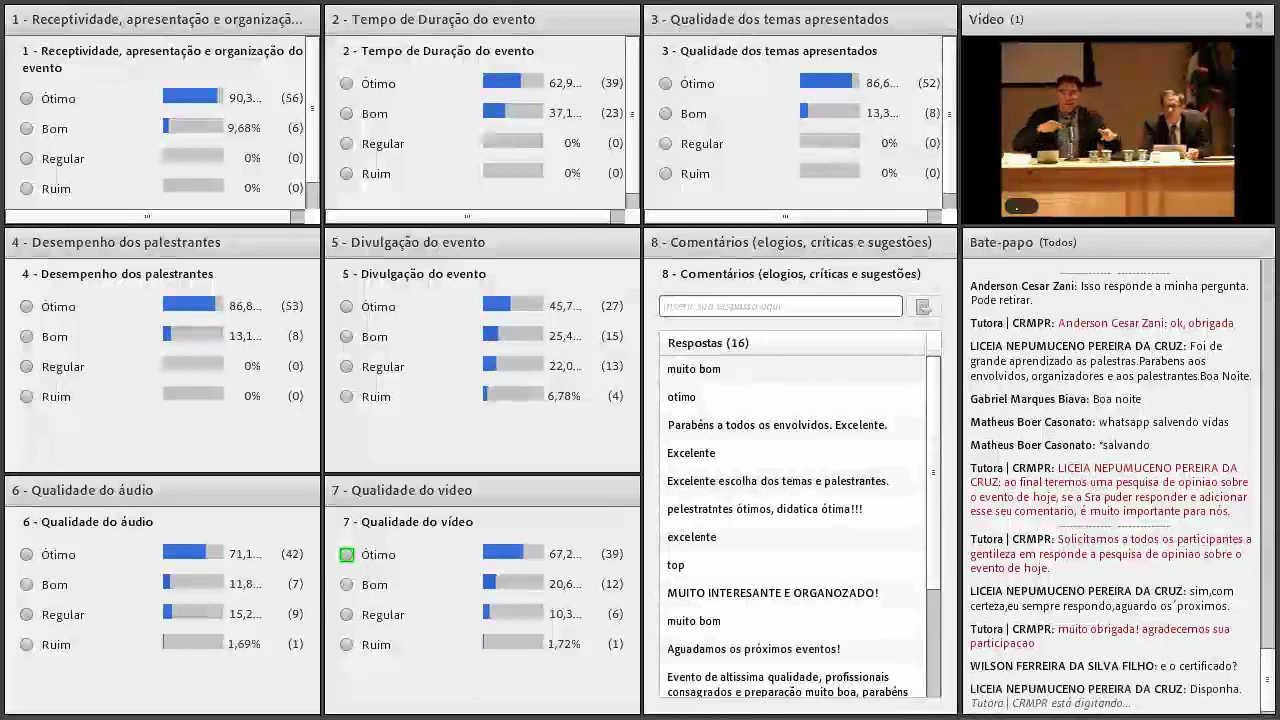 1 - Receptividade, apresentação e organizaçã...
1 - Receptividade, apresentação e organização do
evento
Ótimo 90,3... (56)
Bom 9,68% (6)
Regular 0% (0)
Ruim 0% (0)
2 - Tempo de Duração do evento
2 - Tempo de Duração do evento
Ótimo 62,9... (39)
Bom 37,1... (23)
Regular 0% (0)
Ruim 0% (0)
3 - Qualidade dos temas apresentados
3 - Qualidade dos temas apresentados
Ótimo 86,6... (52)
Bom 13,3... (8)
Regular 0% (0)
Ruim 0% (0)
Vídeo (1)
4 - Desempenho dos palestrantes
4 - Desempenho dos palestrantes
Ótimo 86,8... (53)
Bom 13,1... (8)
Regular 0% (0)
Ruim 0% (0)
5 - Divulgação do evento
5 - Divulgação do evento
Ótimo 45,7... (27)
Bom 25,4... (15)
Regular 22,0... (13)
Ruim 6,78% (4)
6 - Qualidade do áudio
6 - Qualidade do áudio
Ótimo 71,1... (42)
Bom 11,8... (7)
Regular 15,2... (9)
Ruim 1,69% (1)
7 - Qualidade do video
7 - Qualidade do vídeo
Ótimo 67,2... (39)
Bom 20,6... (12)
Regular 10,3... (6)
Ruim 1,72% (1)
8 - Comentários (elogios, críticas e sugestões)
8 - Comentários (elogios, críticas e sugestões)
inserir sua resposta aqui
Respostas (16)
muito bom
otimo
Parabéns a todos os envolvidos. Excelente.
Excelente
Excelente escolha dos temas e palestrantes.
pelestratntes ótimos, didatica ótima!!!
excelente
top
MUITO INTERESANTE E ORGANOZADO!
muito bom
Aguadamos os próximos eventos!
Evento de altissima qualidade, profissionais
consagrados e preparação muito boa, parabéns
Bate-papo (Todos)
Anderson Cesar Zani: Isso responde a minha pergunta.
Pode retirar.
Tutora | CRMPR: Anderson Cesar Zani: ok, obrigada
LICEIA NEPUMUCENO PEREIRA DA CRUZ: Foi de
grande aprendizado as palestras.Parabens aos
envolvidos, organizadores e aos palestrantes.Boa Noite.
Gabriel Marques Biava: Boa noite
Matheus Boer Casonato: whatsapp salvendo vidas
Matheus Boer Casonato: *salvando
Tutora | CRMPR: LICEIA NEPUMUCENO PEREIRA DA
CRUZ: ao final teremos uma pesquisa de opiniao sobre
o evento de hoje, se a Sra puder responder e adicionar
esse seu comentario, é muito importante para nós.
Tutora | CRMPR: Solicitamos a todos os participantes a
gentileza em responde a pesquisa de opiniao sobre o
evento de hoje.
LICEIA NEPUMUCENO PEREIRA DA CRUZ: sim,com
certeza,eu sempre respondo,aguardo os´proximos.
Tutora | CRMPR: muito obrigada! agradecemos sua
participacao
WILSON FERREIRA DA SILVA FILHO: e o certificado?
LICEIA NEPUMUCENO PEREIRA DA CRUZ: Disponha.
Tutora | CRMPR está digitando...